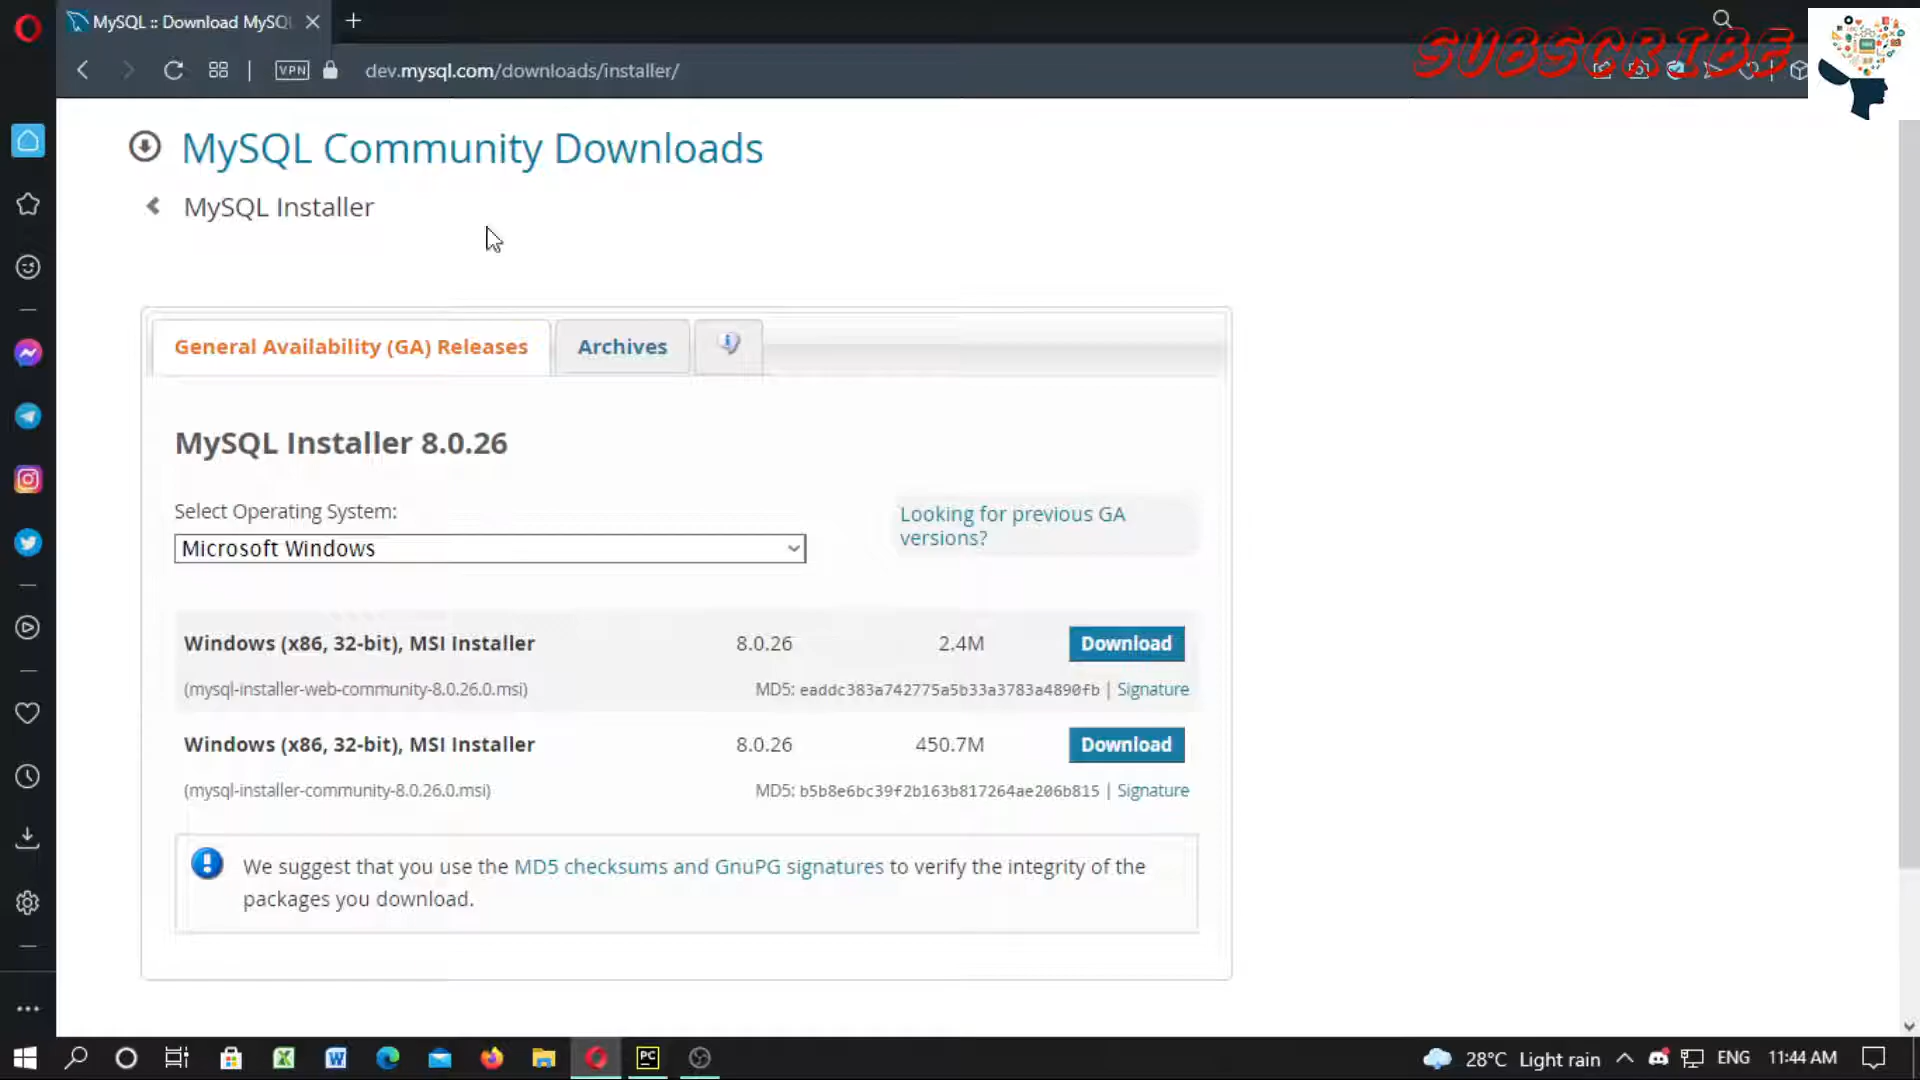 MySQL :: Download MySQL
SUBSCRIBE
VPN
dev.mysql.com/downloads/installer/
MySQL Community Downloads
MySQL Installer
General Availability (GA) Releases
Archives
MySQL Installer 8.0.26
Select Operating System:
Looking for previous GA
versions?
Microsoft Windows
Windows (x86, 32-bit), MSI Installer 8.0.26 2.4M Download
(mysql-installer-web-community-8.0.26.0.msi) MD5: eaddc383a742775a5b33a3783a4890fb | Signature
Windows (x86, 32-bit), MSI Installer 8.0.26 450.7M Download
(mysql-installer-community-8.0.26.0.msi) MD5: b5b8e6bc39f2b163b817264ae206b815 | Signature
We suggest that you use the MD5 checksums and GnuPG signatures to verify the integrity of the
packages you download.
PC
28°C Light rain ENG 11:44 AM